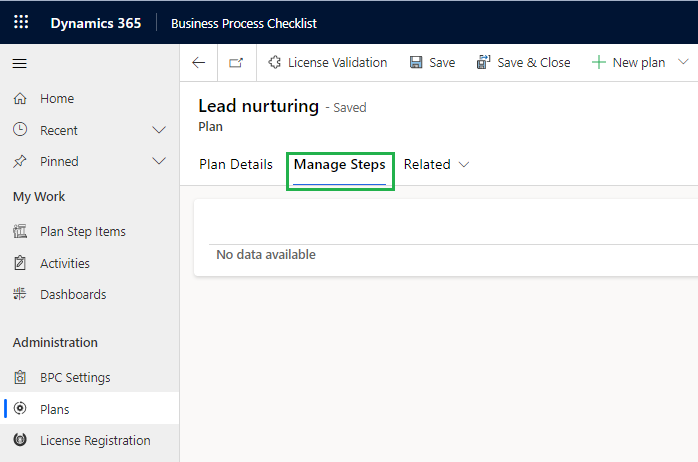 Dynamics 365 Business Process Checklist
License Validation Save Save & Close New plan
Home
Recent
Pinned
My Work
Plan Step Items
Activities
Dashboards
Administration
BPC Settings
Plans
License Registration
Lead nurturing - Saved
Plan
Plan Details Manage Steps Related
No data available